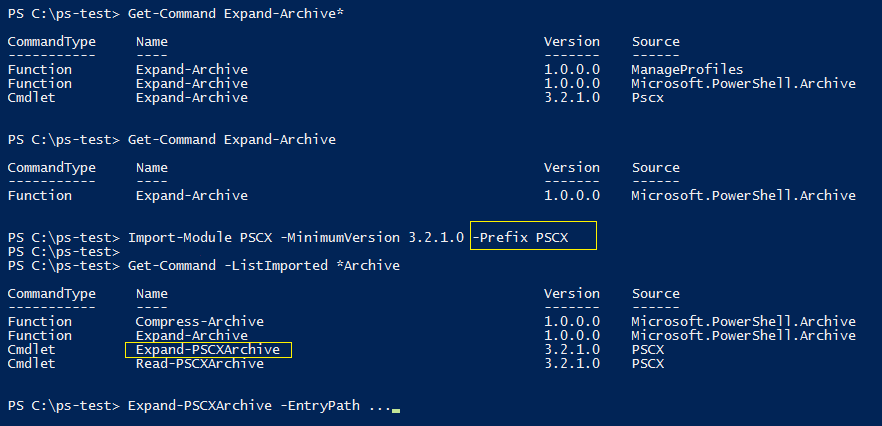 PS C:\ps-test> Get-Command Expand-Archive*
CommandType Name Version Source
----------- ---- ------- ------
Function Expand-Archive 1.0.0.0 ManageProfiles
Function Expand-Archive 1.0.0.0 Microsoft.PowerShell.Archive
Cmdlet Expand-Archive 3.2.1.0 Pscx
PS C:\ps-test> Get-Command Expand-Archive
CommandType Name Version Source
----------- ---- ------- ------
Function Expand-Archive 1.0.0.0 Microsoft.PowerShell.Archive
PS C:\ps-test> Import-Module PSCX -MinimumVersion 3.2.1.0 -Prefix PSCX
PS C:\ps-test>
PS C:\ps-test> Get-Command -ListImported *Archive
CommandType Name Version Source
----------- ---- ------- ------
Function Compress-Archive 1.0.0.0 Microsoft.PowerShell.Archive
Function Expand-Archive 1.0.0.0 Microsoft.PowerShell.Archive
Cmdlet Expand-PSCXArchive 3.2.1.0 PSCX
Cmdlet Read-PSCXArchive 3.2.1.0 PSCX
PS C:\ps-test> Expand-PSCXArchive -EntryPath ...